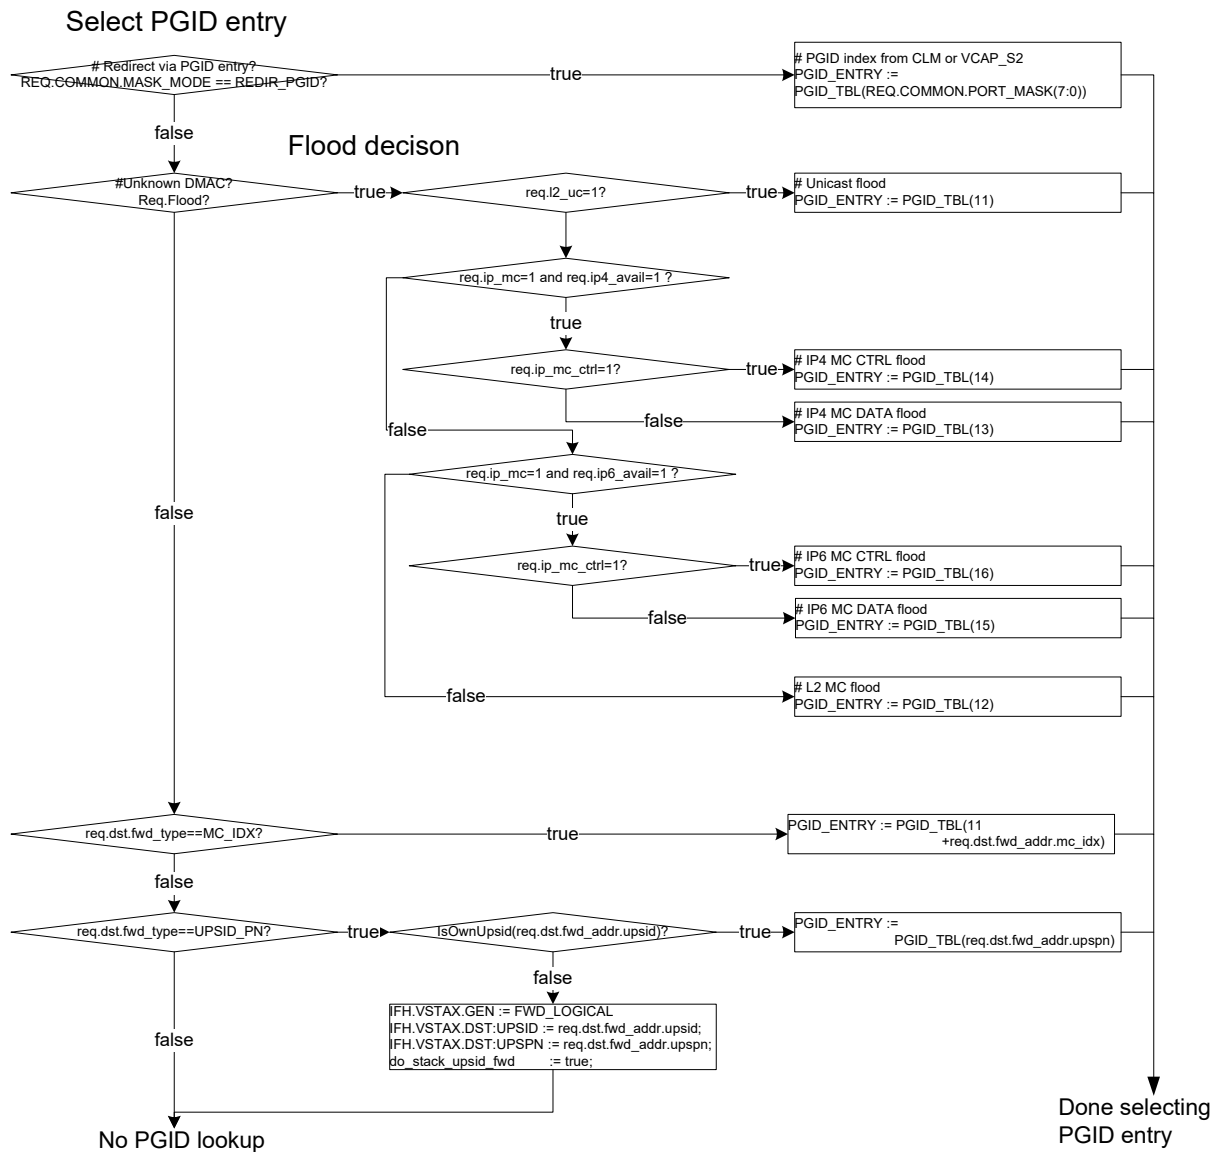 Select PGID entry
# Redirect via PGID entry?
REQ.COMMON.MASK_MODE == REDIR_PGID?
true
# PGID index from CLM or VCAP_S2
PGID_ENTRY :=
PGID_TBL(REQ.COMMON.PORT_MASK(7:0))
false
Flood decison
#Unknown DMAC?
Req.Flood?
true
req.l2_uc=1?
true
# Unicast flood
PGID_ENTRY := PGID_TBL(11)
req.ip_mc=1 and req.ip4_avail=1 ?
true
req.ip_mc_ctrl=1?
true
# IP4 MC CTRL flood
PGID_ENTRY := PGID_TBL(14)
false
# IP4 MC DATA flood
PGID_ENTRY := PGID_TBL(13)
false
req.ip_mc=1 and req.ip6_avail=1 ?
false
true
req.ip_mc_ctrl=1?
true
# IP6 MC CTRL flood
PGID_ENTRY := PGID_TBL(16)
false
# IP6 MC DATA flood
PGID_ENTRY := PGID_TBL(15)
false
# L2 MC flood
PGID_ENTRY := PGID_TBL(12)
req.dst.fwd_type==MC_IDX?
true
PGID_ENTRY := PGID_TBL(11
+req.dst.fwd_addr.mc_idx)
false
req.dst.fwd_type==UPSID_PN?
true
IsOwnUpsid(req.dst.fwd_addr.upsid)?
true
PGID_ENTRY :=
PGID_TBL(req.dst.fwd_addr.upspn)
false
IFH.VSTAX.GEN := FWD_LOGICAL
IFH.VSTAX.DST:UPSID := req.dst.fwd_addr.upsid;
IFH.VSTAX.DST:UPSPN := req.dst.fwd_addr.upspn;
do_stack_upsid_fwd := true;
false
No PGID lookup
Done selecting
PGID entry